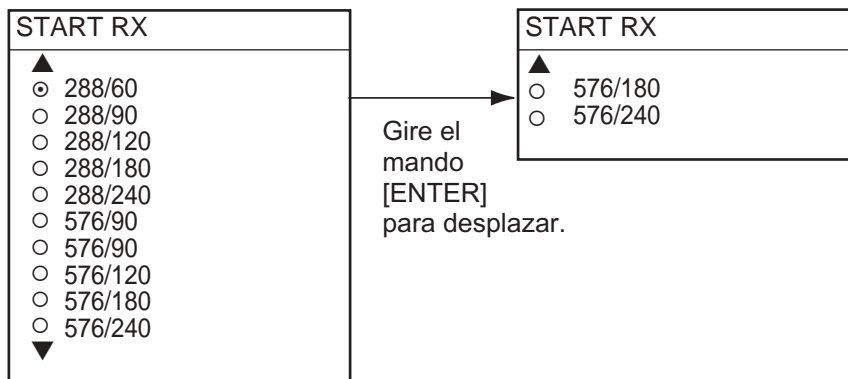 START RX
288/60
288/90
288/120
288/180
288/240
576/90
576/90
576/120
576/180
576/240
Gire el
mando
[ENTER]
para desplazar.
START RX
576/180
576/240